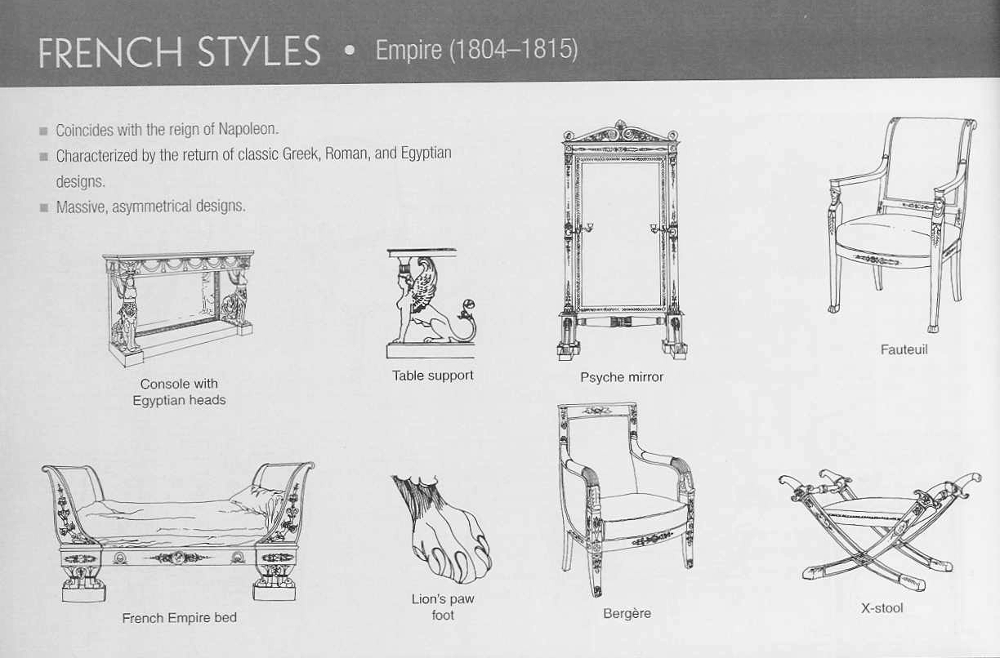 FRENCH STYLES • Empire (1804–1815)
■ Coincides with the reign of Napoleon.
■ Characterized by the return of classic Greek, Roman, and Egyptian
designs.
■ Massive, asymmetrical designs.
Console with
Egyptian heads
Table support
Psyche mirror
Fauteuil
French Empire bed
Lion's paw
foot
Bergère
X-stool